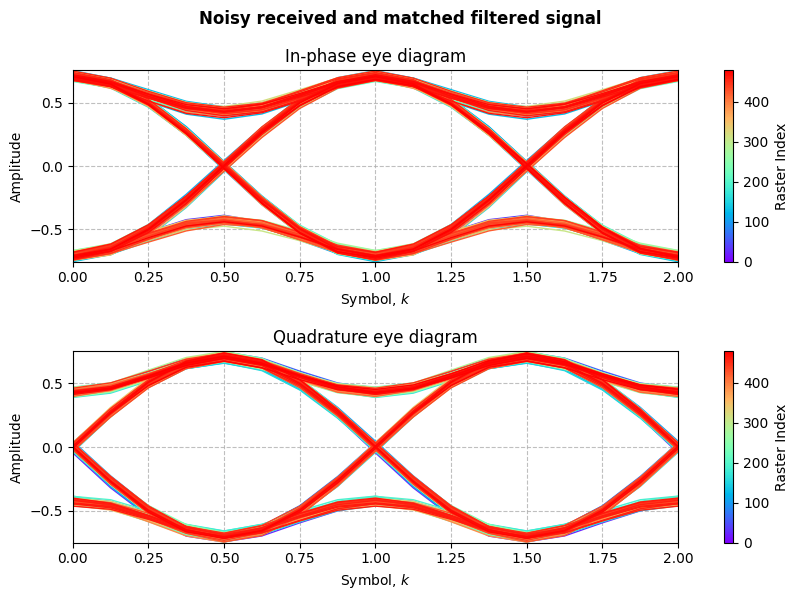 Noisy received and matched filtered signal
In-phase eye diagram
Amplitude
0.5
0.0
−0.5
0.00 0.25 0.50 0.75 1.00 1.25 1.50 1.75 2.00
Symbol, k
400
300
200
100
0
Raster Index
Quadrature eye diagram
Amplitude
0.5
0.0
−0.5
0.00 0.25 0.50 0.75 1.00 1.25 1.50 1.75 2.00
Symbol, k
400
300
200
100
0
Raster Index